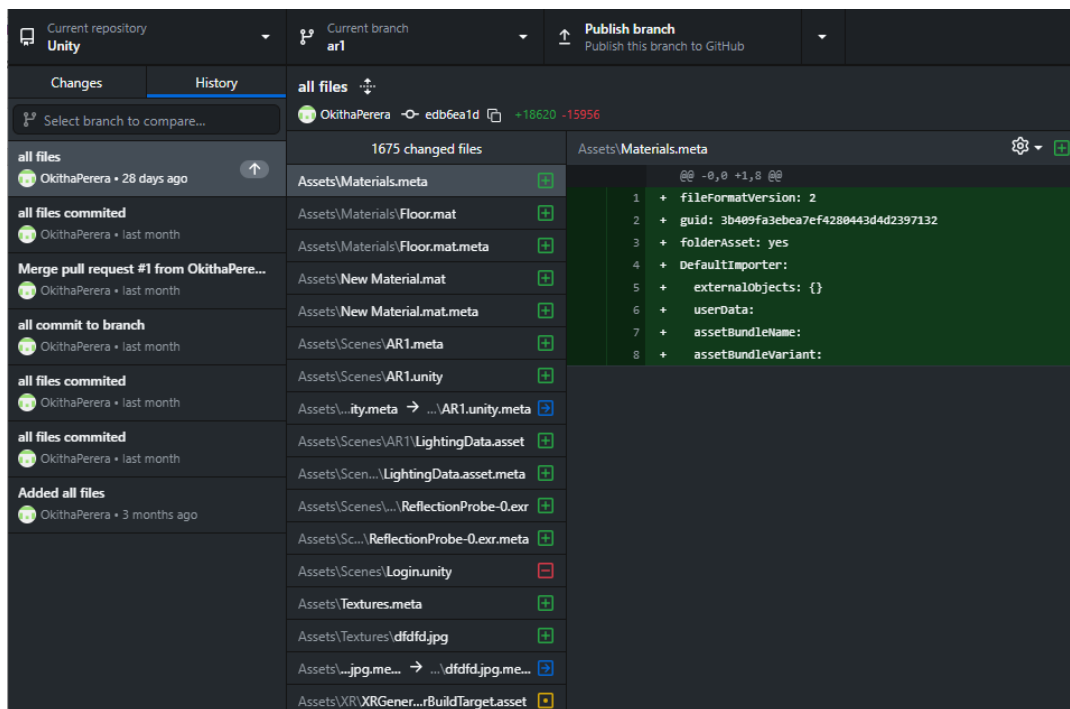 Current repository
Unity
Current branch
ar1
Publish branch
Publish this branch to GitHub
Changes
History
Select branch to compare...
all files
OkithaPerera • 28 days ago
all files commited
OkithaPerera • last month
Merge pull request #1 from OkithaPere...
OkithaPerera • last month
all commit to branch
OkithaPerera • last month
all files commited
OkithaPerera • last month
all files commited
OkithaPerera • last month
Added all files
OkithaPerera • 3 months ago
all files
OkithaPerera edb6ea1d +18620 -15956
1675 changed files
Assets\Materials.meta
Assets\Materials\Floor.mat
Assets\Materials\Floor.mat.meta
Assets\New Material.mat
Assets\New Material.mat.meta
Assets\Scenes\AR1.meta
Assets\Scenes\AR1.unity
Assets\...ity.meta → ...\AR1.unity.meta
Assets\Scenes\AR1\LightingData.asset
Assets\Scen...\LightingData.asset.meta
Assets\Scenes\...\ReflectionProbe-0.exr
Assets\Sc...\ReflectionProbe-0.exr.meta
Assets\Scenes\Login.unity
Assets\Textures.meta
Assets\Textures\dfdfd.jpg
Assets\...jpg.me... → ...\dfdfd.jpg.me...
Assets\XR\XRGener...rBuildTarget.asset
Assets\Materials.meta
@@ -0,0 +1,8 @@
1 + fileFormatVersion: 2
2 + guid: 3b409fa3ebea7ef4280443d4d2397132
3 + folderAsset: yes
4 + DefaultImporter:
5 + externalObjects: {}
6 + userData:
7 + assetBundleName:
8 + assetBundleVariant: